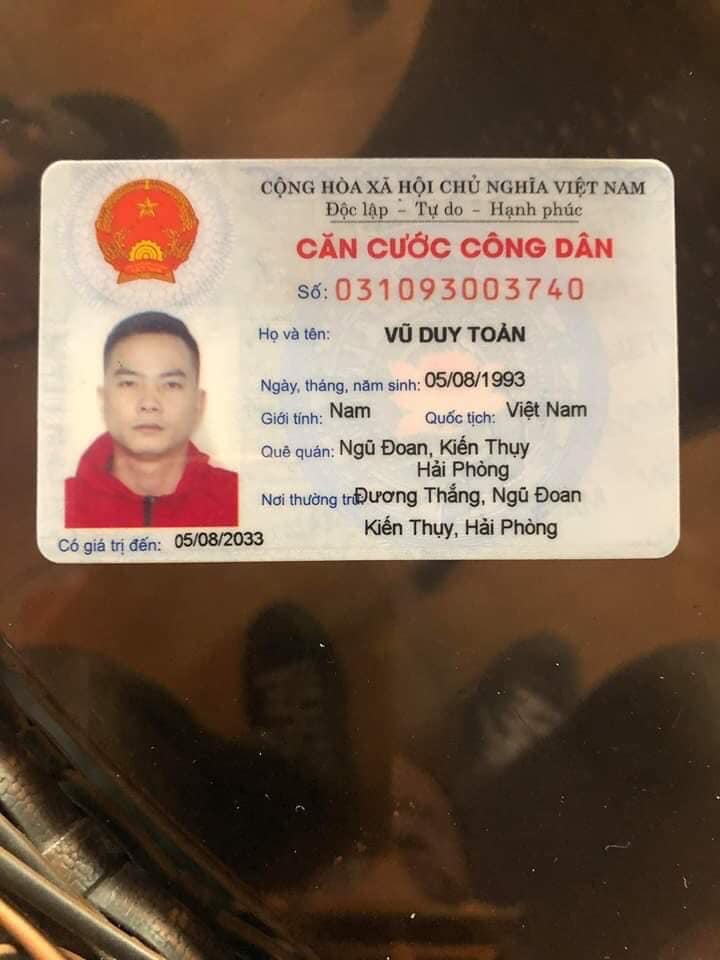 CỘNG HÒA XÃ HỘI CHỦ NGHĨA VIỆT NAM
Độc lập - Tự do - Hạnh phúc
CĂN CƯỚC CÔNG DÂN
Số: 031093003740
Họ và tên: VŨ DUY TOẢN
Ngày, tháng, năm sinh: 05/08/1993
Giới tính: Nam Quốc tịch: Việt Nam
Quê quán: Ngũ Đoan, Kiến Thụy
Hải Phòng
Nơi thường trú: Dương Thắng, Ngũ Đoan
Kiến Thụy, Hải Phòng
Có giá trị đến: 05/08/2033